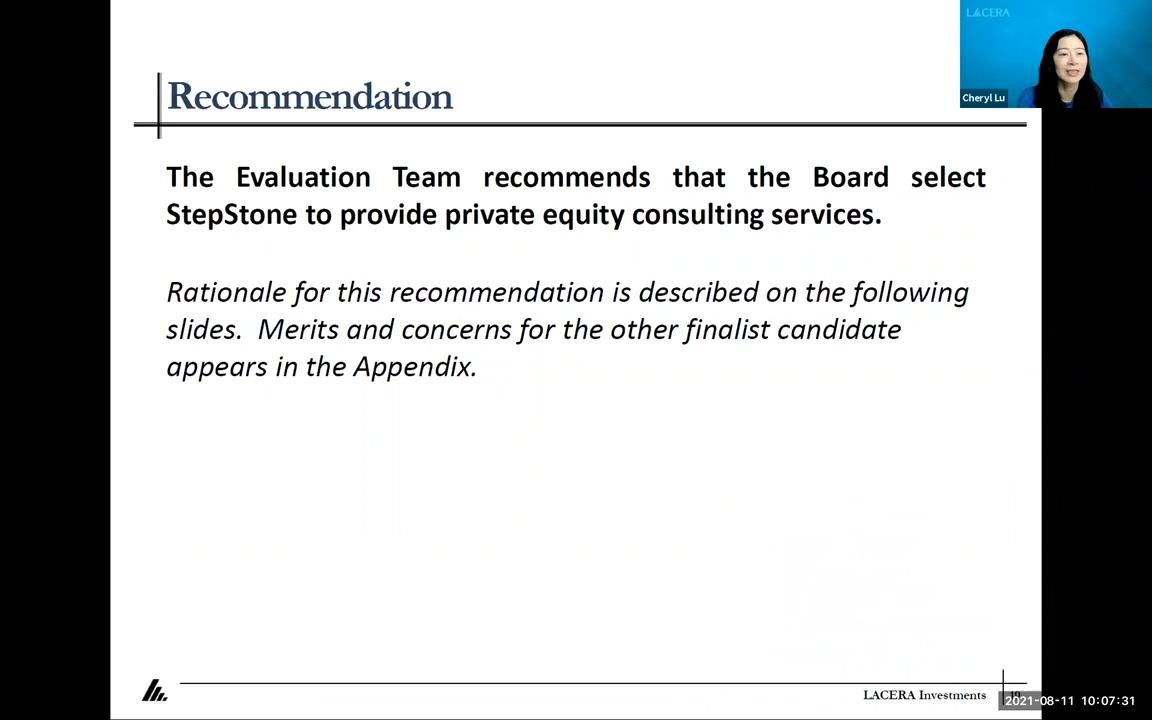 LACERA
Cheryl Lu
Recommendation
The Evaluation Team recommends that the Board select
StepStone to provide private equity consulting services.
Rationale for this recommendation is described on the following
slides. Merits and concerns for the other finalist candidate
appears in the Appendix.
LACERA Investments
2021-08-11 10:07:31